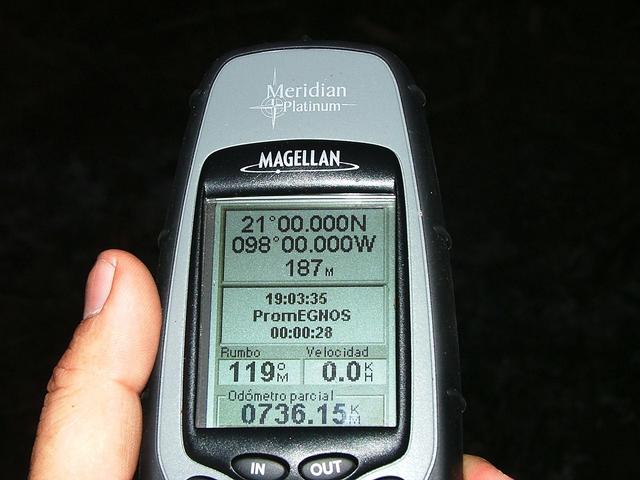 Meridian
Platinum
MAGELLAN
21°00.000N
098°00.000W
187M
19:03:35
PromEGNOS
00:00:28
Rumbo Velocidad
119°M 0.0KH
Odómetro parcial
0736.15KM
IN OUT